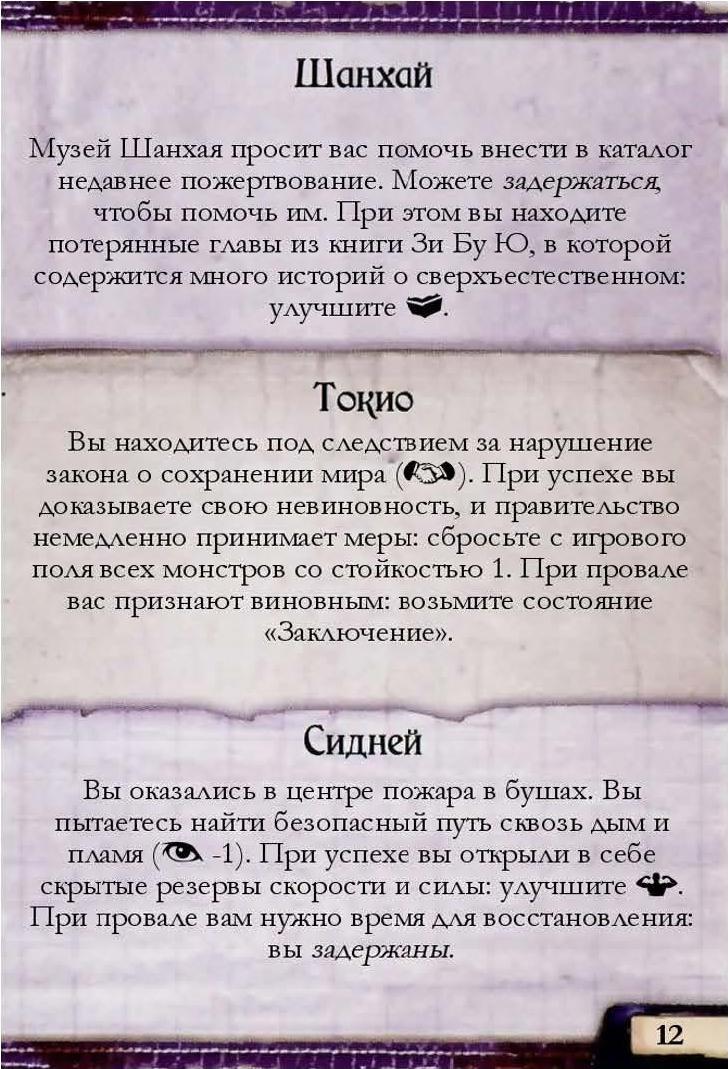 Шанхай
Музей Шанхая просит вас помочь внести в каталог
недавнее пожертвование. Можете задержаться,
чтобы помочь им. При этом вы находите
потерянные главы из книги Зи Бу Ю, в которой
содержится много историй о сверхъестественном:
улучшите .
Токио
Вы находитесь под следствием за нарушение
закона о сохранении мира ( ). При успехе вы
доказываете свою невиновность, и правительство
немедленно принимает меры: сбросьте с игрового
поля всех монстров со стойкостью 1. При провале
вас признают виновным: возьмите состояние
«Заключение».
Сидней
Вы оказались в центре пожара в бушах. Вы
пытаетесь найти безопасный путь сквозь дым и
пламя ( -1). При успехе вы открыли в себе
скрытые резервы скорости и силы: улучшите .
При провале вам нужно время для восстановления:
вы задержаны.
12